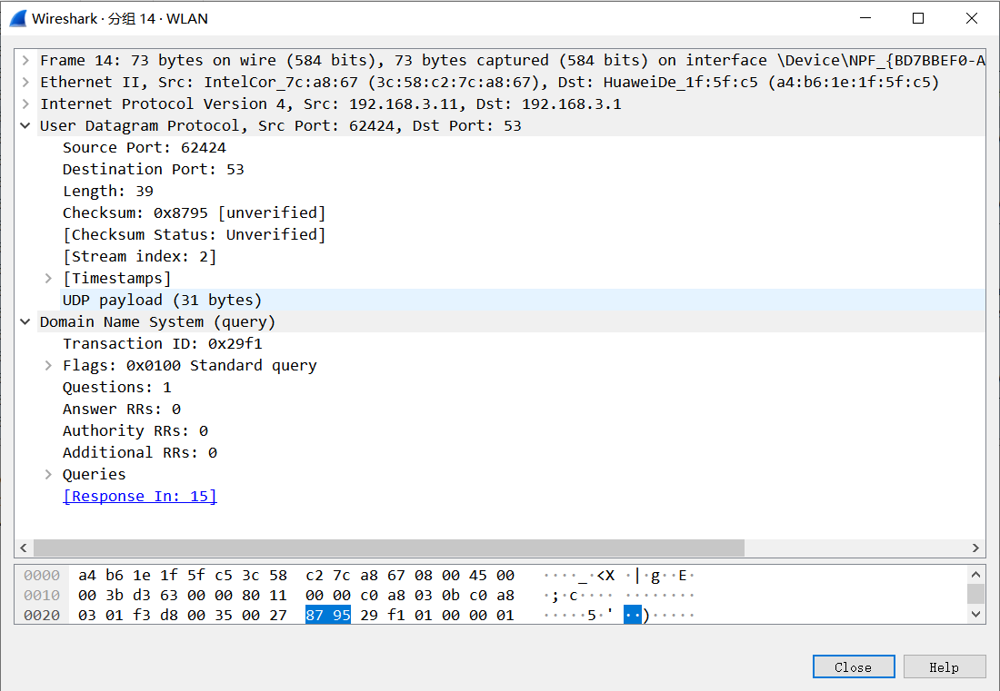 Wireshark · 分组 14 · WLAN
Frame 14: 73 bytes on wire (584 bits), 73 bytes captured (584 bits) on interface \Device\NPF_{BD7BBEF0-A
Ethernet II, Src: IntelCor_7c:a8:67 (3c:58:c2:7c:a8:67), Dst: HuaweiDe_1f:5f:c5 (a4:b6:1e:1f:5f:c5)
Internet Protocol Version 4, Src: 192.168.3.11, Dst: 192.168.3.1
User Datagram Protocol, Src Port: 62424, Dst Port: 53
Source Port: 62424
Destination Port: 53
Length: 39
Checksum: 0x8795 [unverified]
[Checksum Status: Unverified]
[Stream index: 2]
[Timestamps]
UDP payload (31 bytes)
Domain Name System (query)
Transaction ID: 0x29f1
Flags: 0x0100 Standard query
Questions: 1
Answer RRs: 0
Authority RRs: 0
Additional RRs: 0
Queries
[Response In: 15]
0000 a4 b6 1e 1f 5f c5 3c 58 c2 7c a8 67 08 00 45 00 ····_·<X ·|·g··E·
0010 00 3b d3 63 00 00 80 11 00 00 c0 a8 03 0b c0 a8 ·;·c···· ········
0020 03 01 f3 d8 00 35 00 27 87 95 29 f1 01 00 00 01 ·····5·' ··)·····
Close Help